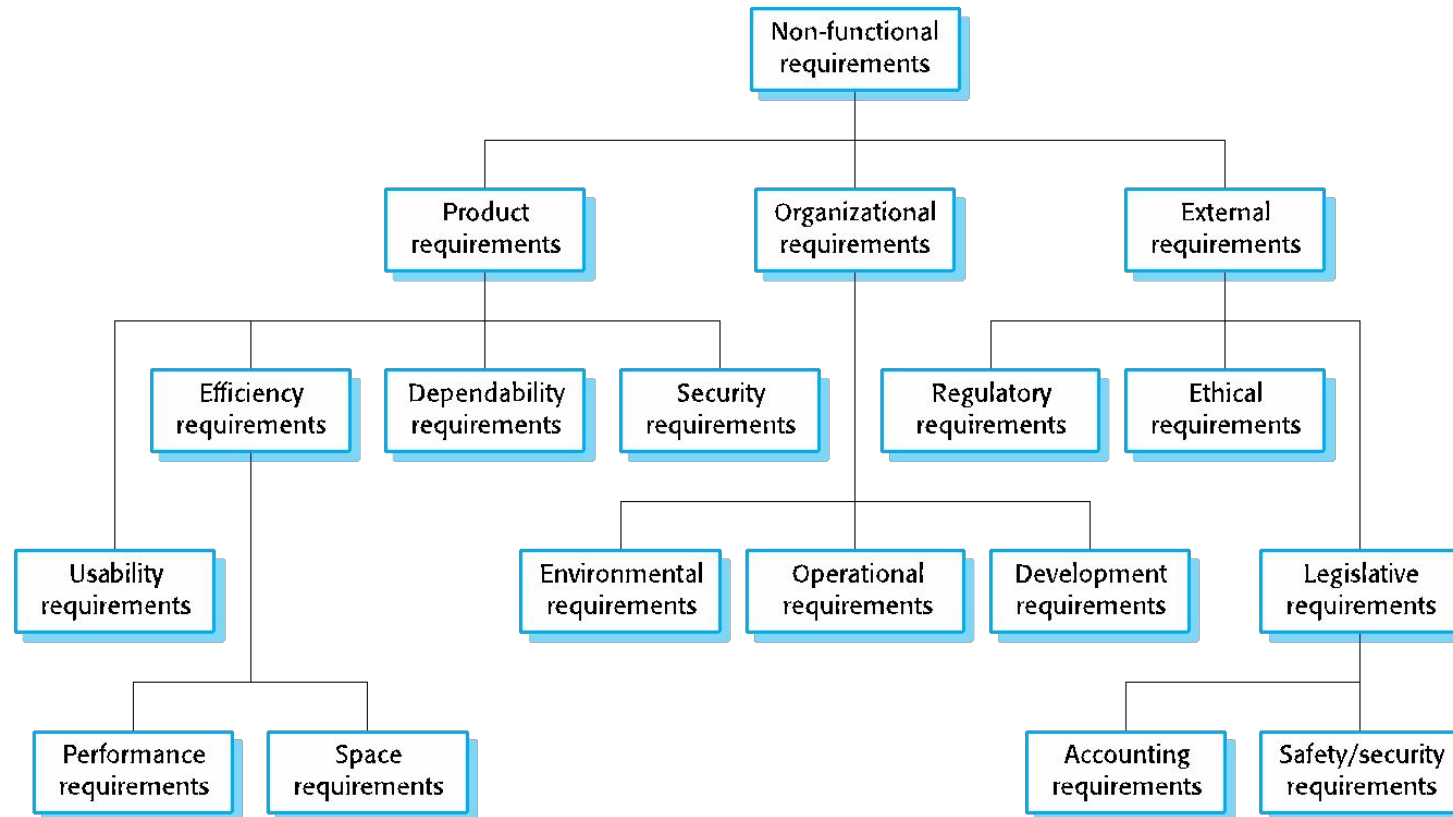 Non-functional
requirements
Product
requirements
Organizational
requirements
External
requirements
Efficiency
requirements
Dependability
requirements
Security
requirements
Regulatory
requirements
Ethical
requirements
Usability
requirements
Environmental
requirements
Operational
requirements
Development
requirements
Legislative
requirements
Performance
requirements
Space
requirements
Accounting
requirements
Safety/security
requirements